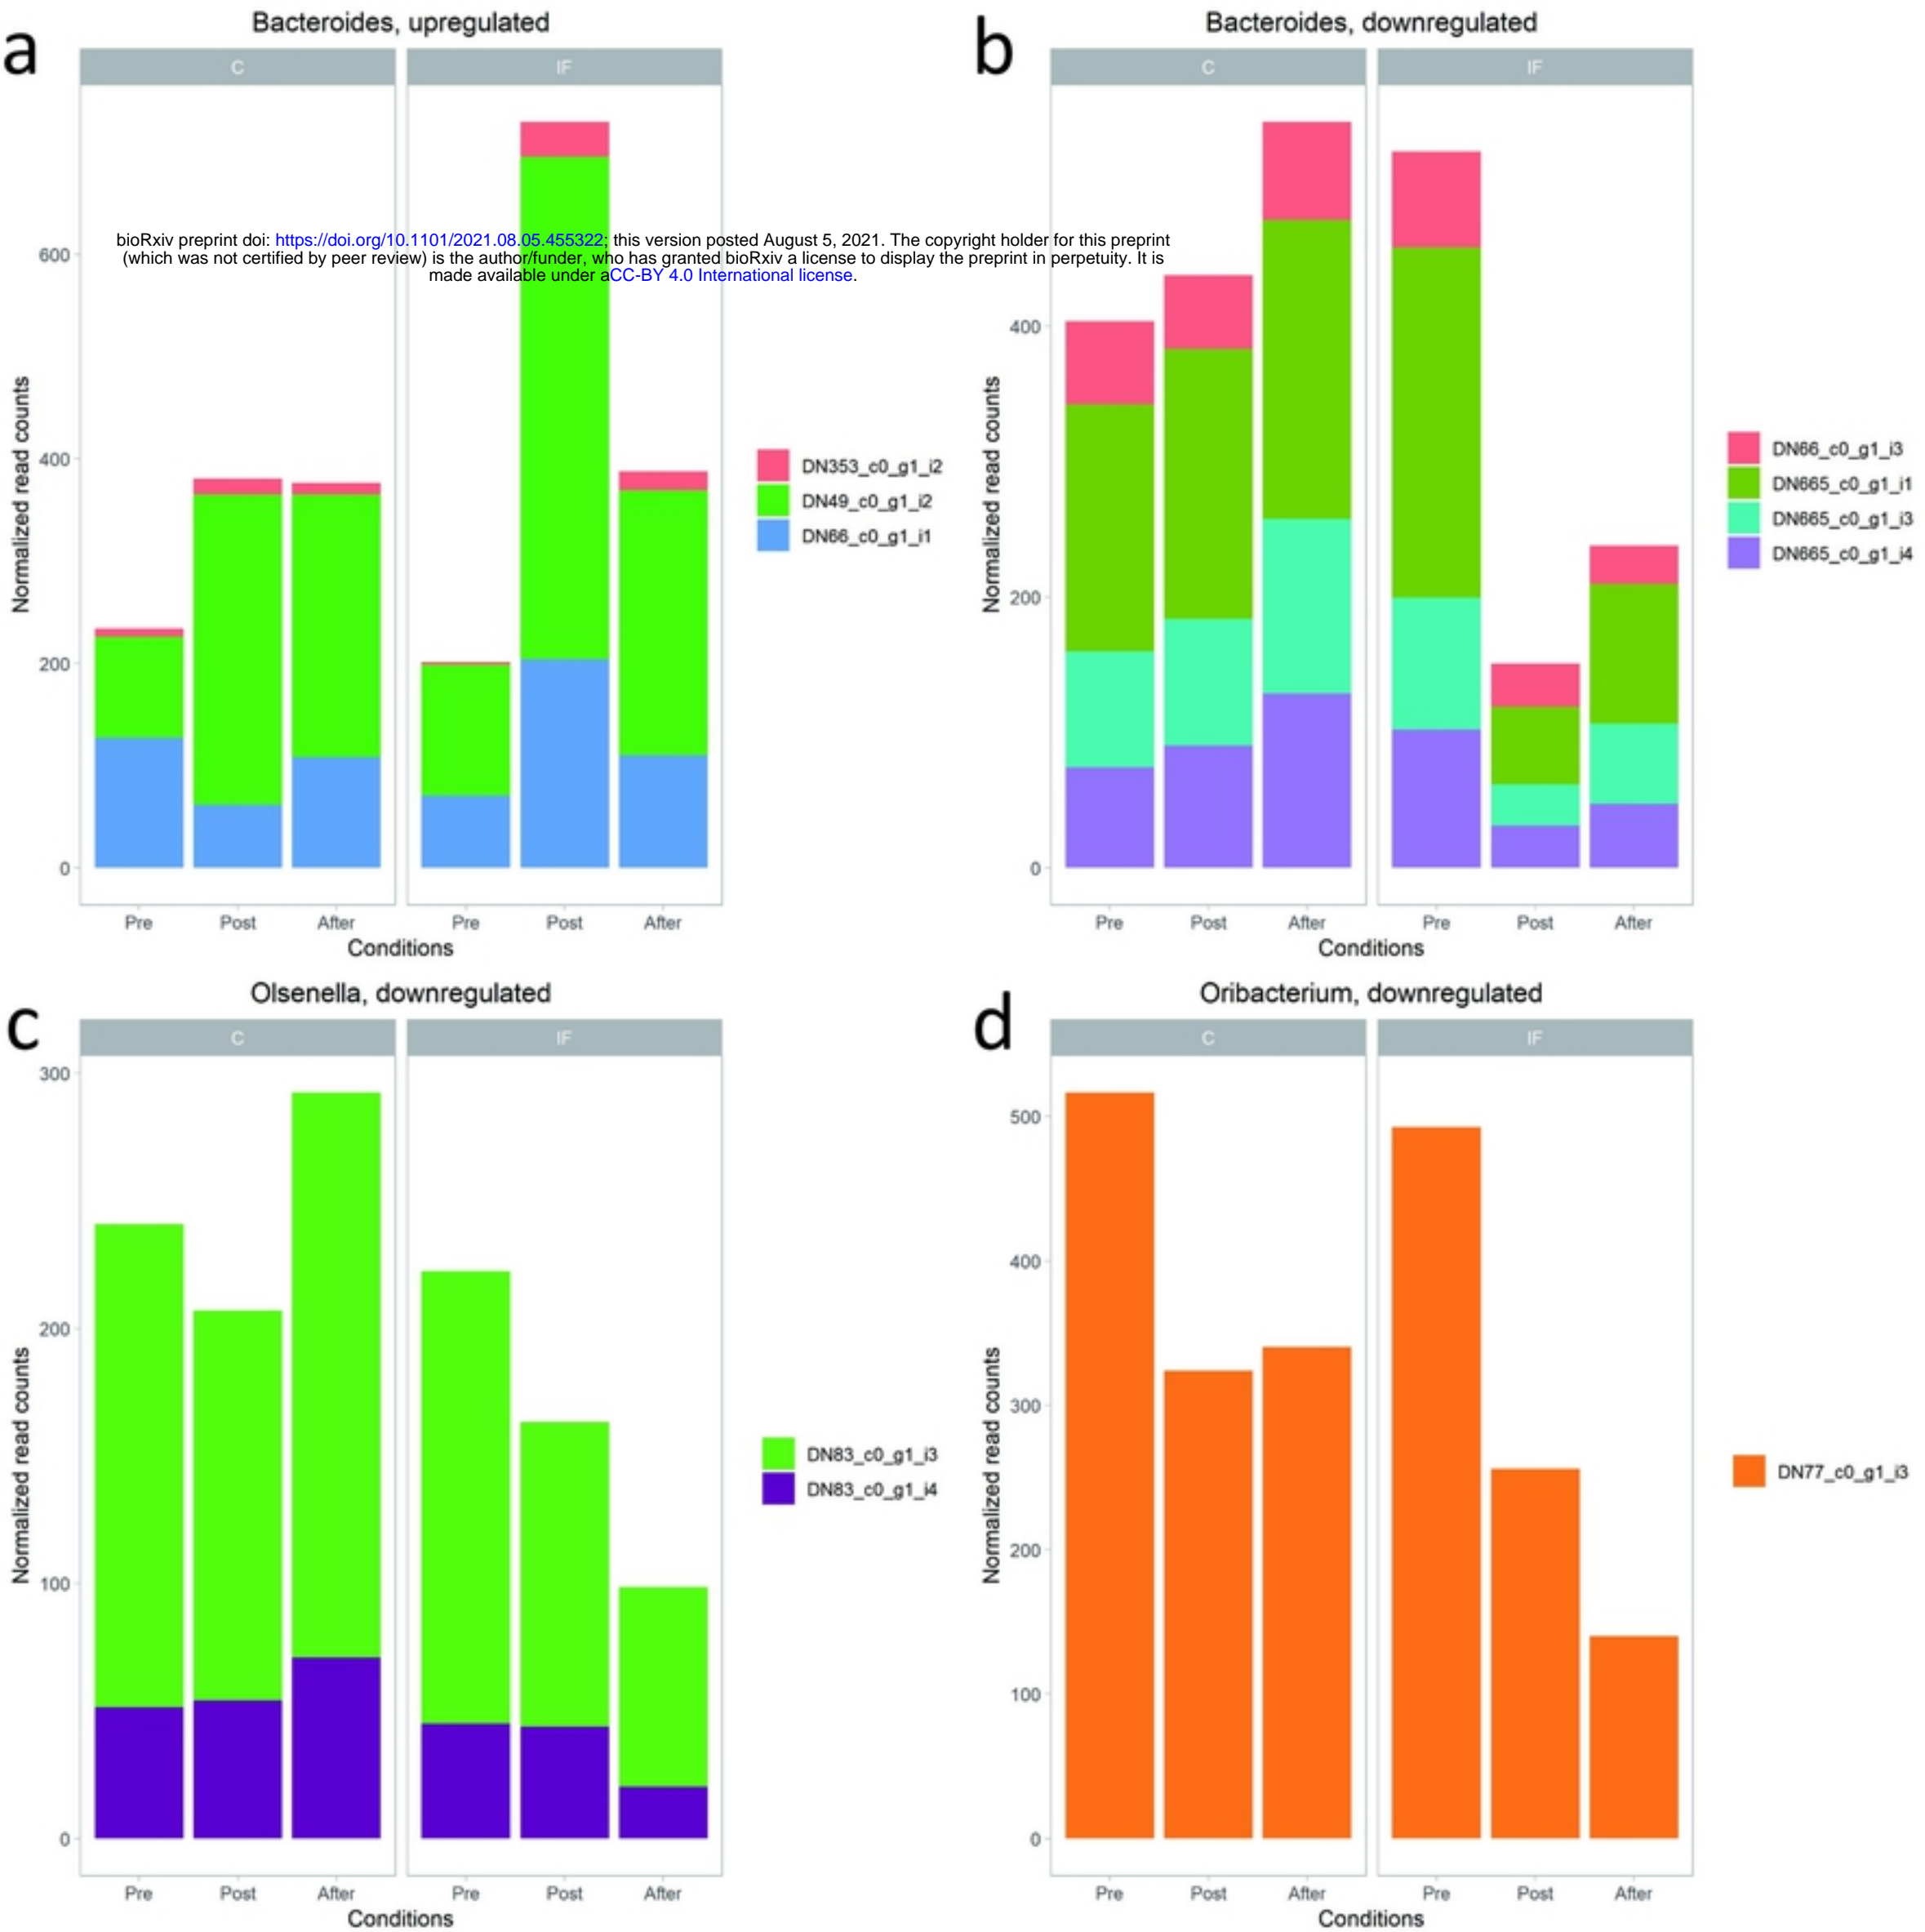 a
Bacteroides, upregulated
C
IF
600
400
200
0
Normalized read counts
Pre
Post
After
Pre
Post
After
Conditions
DN353_c0_g1_i2
DN49_c0_g1_i2
DN66_c0_g1_i1
bioRxiv preprint doi: https://doi.org/10.1101/2021.08.05.455322; this version posted August 5, 2021. The copyright holder for this preprint
(which was not certified by peer review) is the author/funder, who has granted bioRxiv a license to display the preprint in perpetuity. It is
made available under aCC-BY 4.0 International license.
b
Bacteroides, downregulated
C
IF
400
200
0
Normalized read counts
Pre
Post
After
Pre
Post
After
Conditions
DN66_c0_g1_i3
DN665_c0_g1_i1
DN665_c0_g1_i3
DN665_c0_g1_i4
c
Olsenella, downregulated
C
IF
300
200
100
0
Normalized read counts
Pre
Post
After
Pre
Post
After
Conditions
DN83_c0_g1_i3
DN83_c0_g1_i4
d
Oribacterium, downregulated
C
IF
500
400
300
200
100
0
Normalized read counts
Pre
Post
After
Pre
Post
After
Conditions
DN77_c0_g1_i3